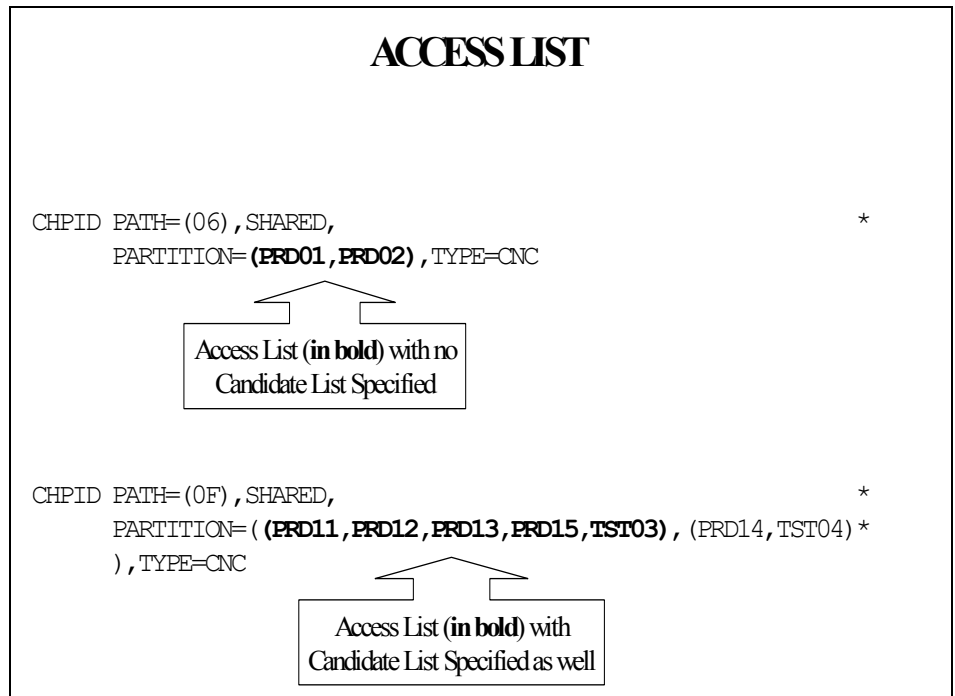 ACCESS LIST
CHPID PATH=(06),SHARED, *
PARTITION=(PRD01,PRD02),TYPE=CNC
Access List (in bold) with no
Candidate List Specified
CHPID PATH=(0F),SHARED, *
PARTITION=((PRD11,PRD12,PRD13,PRD15,TST03),(PRD14,TST04)*
),TYPE=CNC
Access List (in bold) with
Candidate List Specified as well